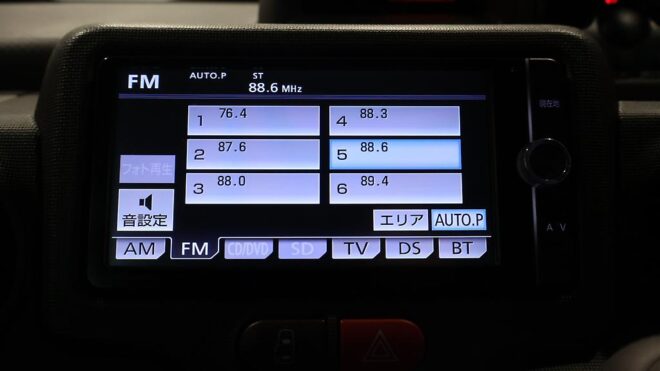 FM AUTO.P ST
88.6 MHz
1 76.4
4 88.3
2 87.6
5 88.6
3 88.0
6 89.4
フォト再生
音設定
エリア AUTO.P
AM FM CD/DVD SD TV DS BT
現在地
AV